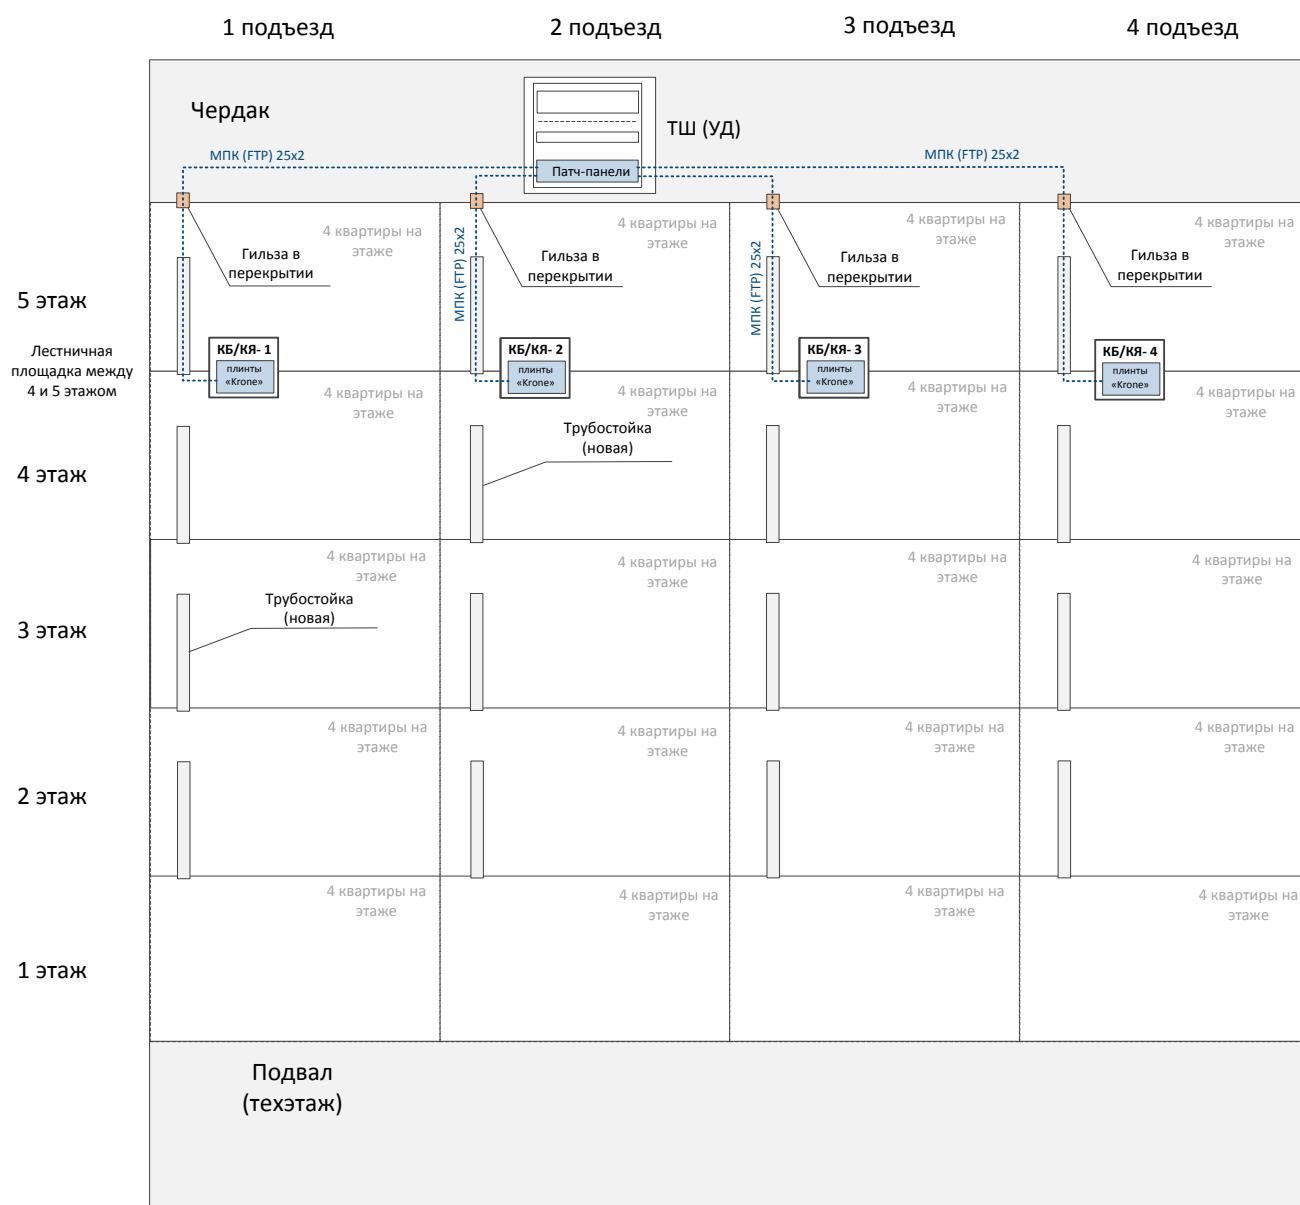 1 подъезд
2 подъезд
3 подъезд
4 подъезд
Чердак
ТШ (УД)
МПК (FTP) 25х2
МПК (FTP) 25х2
Патч-панели
4 квартиры на
этаже
4 квартиры на
этаже
4 квартиры на
этаже
4 квартиры на
этаже
Гильза в
перекрытии
Гильза в
перекрытии
Гильза в
перекрытии
Гильза в
перекрытии
МПК (FTP) 25х2
МПК (FTP) 25х2
5 этаж
Лестничная
площадка между
4 и 5 этажом
КБ/КЯ- 1
плинты
«Krone»
КБ/КЯ- 2
плинты
«Krone»
КБ/КЯ- 3
плинты
«Krone»
КБ/КЯ- 4
плинты
«Krone»
4 квартиры на
этаже
4 квартиры на
этаже
4 квартиры на
этаже
4 квартиры на
этаже
Трубостойка
(новая)
4 этаж
4 квартиры на
этаже
4 квартиры на
этаже
4 квартиры на
этаже
4 квартиры на
этаже
Трубостойка
(новая)
3 этаж
4 квартиры на
этаже
4 квартиры на
этаже
4 квартиры на
этаже
4 квартиры на
этаже
2 этаж
4 квартиры на
этаже
4 квартиры на
этаже
4 квартиры на
этаже
4 квартиры на
этаже
1 этаж
Подвал
(техэтаж)